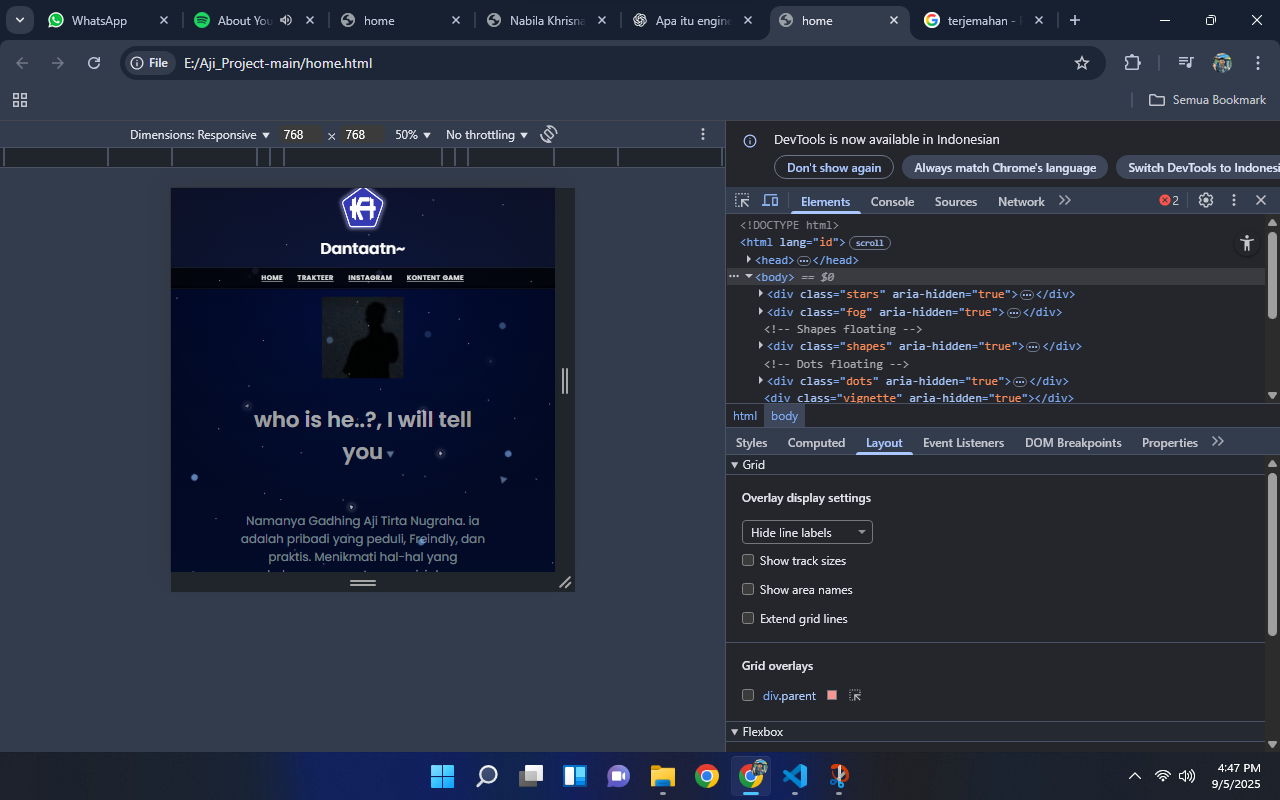 WhatsApp
About You
home
Nabila Khrisna
Apa itu engine
home
terjemahan -
File
E:/Aji_Project-main/home.html
Semua Bookmark
Dimensions: Responsive
768
×
768
50%
No throttling
DevTools is now available in Indonesian
Don't show again
Always match Chrome's language
Switch DevTools to Indonesi
Elements
Console
Sources
Network
2
<!DOCTYPE html>
<html lang="id"> scroll
<head> … </head>
<body> == $0
<div class="stars" aria-hidden="true"> … </div>
<div class="fog" aria-hidden="true"> … </div>
<!-- Shapes floating -->
<div class="shapes" aria-hidden="true"> … </div>
<!-- Dots floating -->
<div class="dots" aria-hidden="true"> … </div>
<div class="vignette" aria-hidden="true"></div>
html
body
Styles
Computed
Layout
Event Listeners
DOM Breakpoints
Properties
Grid
Overlay display settings
Hide line labels
Show track sizes
Show area names
Extend grid lines
Grid overlays
div.parent
Flexbox
Dantaatn~
HOME
TRAKTEER
INSTAGRAM
KONTENT GAME
who is he..?, I will tell
you
Namanya Gadhing Aji Tirta Nugraha. ia
adalah pribadi yang peduli, Freindly, dan
praktis. Menikmati hal-hal yang
4:47 PM
9/5/2025